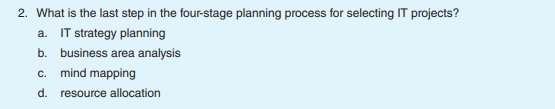 2. What is the last step in the four-stage planning process for selecting IT projects?
a. IT strategy planning
b. business area analysis
c. mind mapping
d. resource allocation